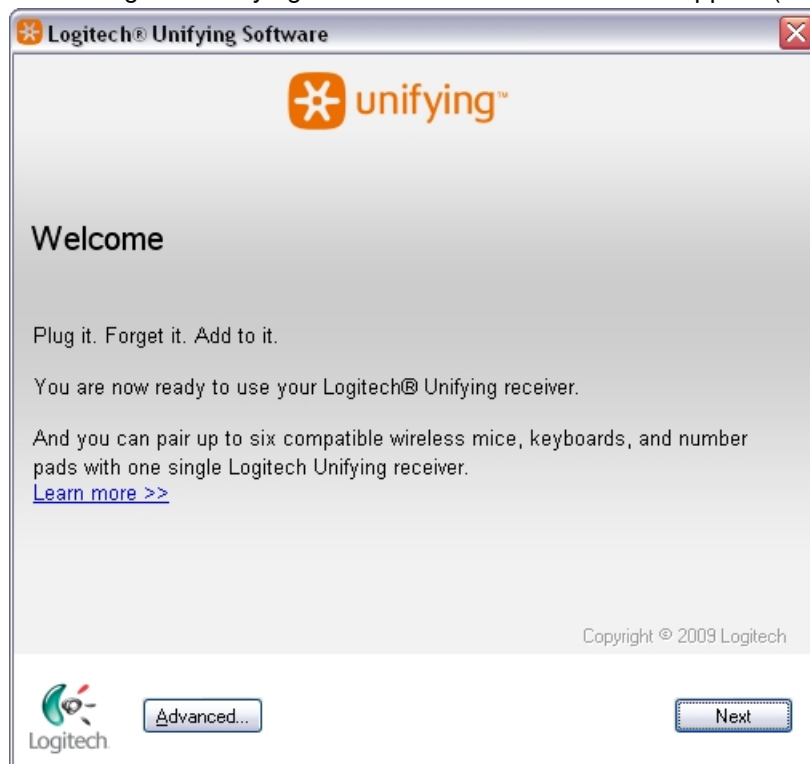 Logitech® Unifying Software
unifying™
Welcome
Plug it. Forget it. Add to it.
You are now ready to use your Logitech® Unifying receiver.
And you can pair up to six compatible wireless mice, keyboards, and number
pads with one single Logitech Unifying receiver.
Learn more >>
Copyright © 2009 Logitech
Logitech
Advanced...
Next